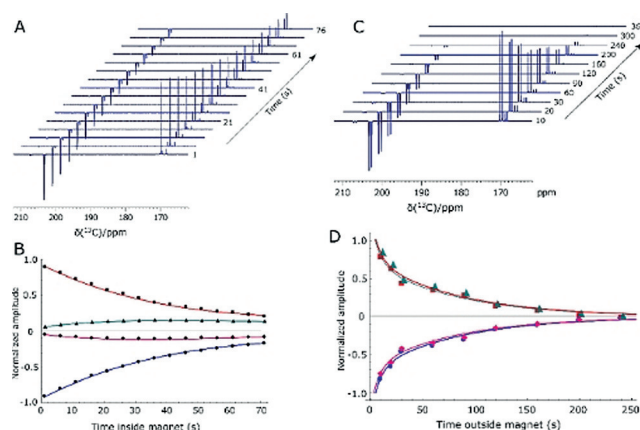 A
76
61
41
21
1
Time (s)
210 200 190 180 170
δ(¹³C)/ppm
C
30
300
240
200
160
120
90
60
30
20
10
Time (s)
210 200 190 180 170 ppm
δ(¹³C)/ppm
B
Normalized amplitude
1.0
0.5
0
-0.5
-1.0
0 10 20 30 40 50 60 70
Time inside magnet (s)
D
Normalized amplitude
1.0
0.5
0
-0.5
-1.0
0 50 100 150 200 250
Time outside magnet (s)